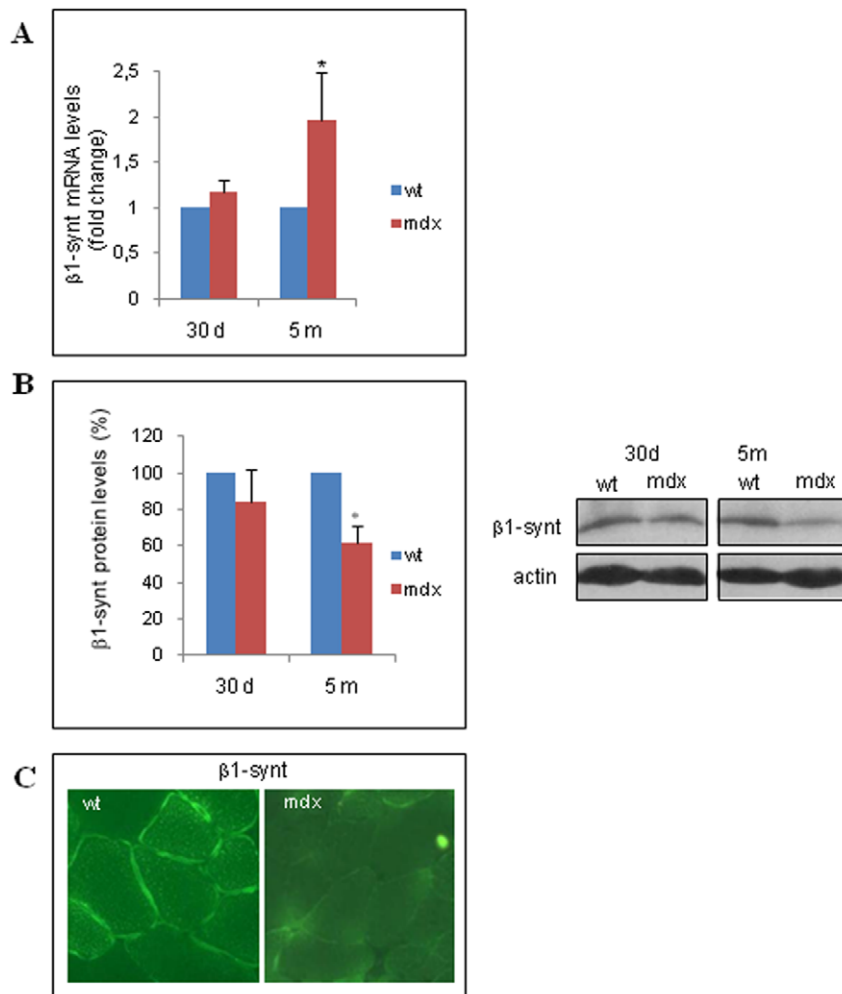 A
β1-synt mRNA levels
(fold change)
2,5
2
1,5
1
0,5
0
*
30 d
5 m
wt
mdx
B
β1-synt protein levels (%)
120
100
80
60
40
20
0
*
30 d
5 m
wt
mdx
30d
5m
wt mdx
wt mdx
β1-synt
actin
C
β1-synt
wt
mdx